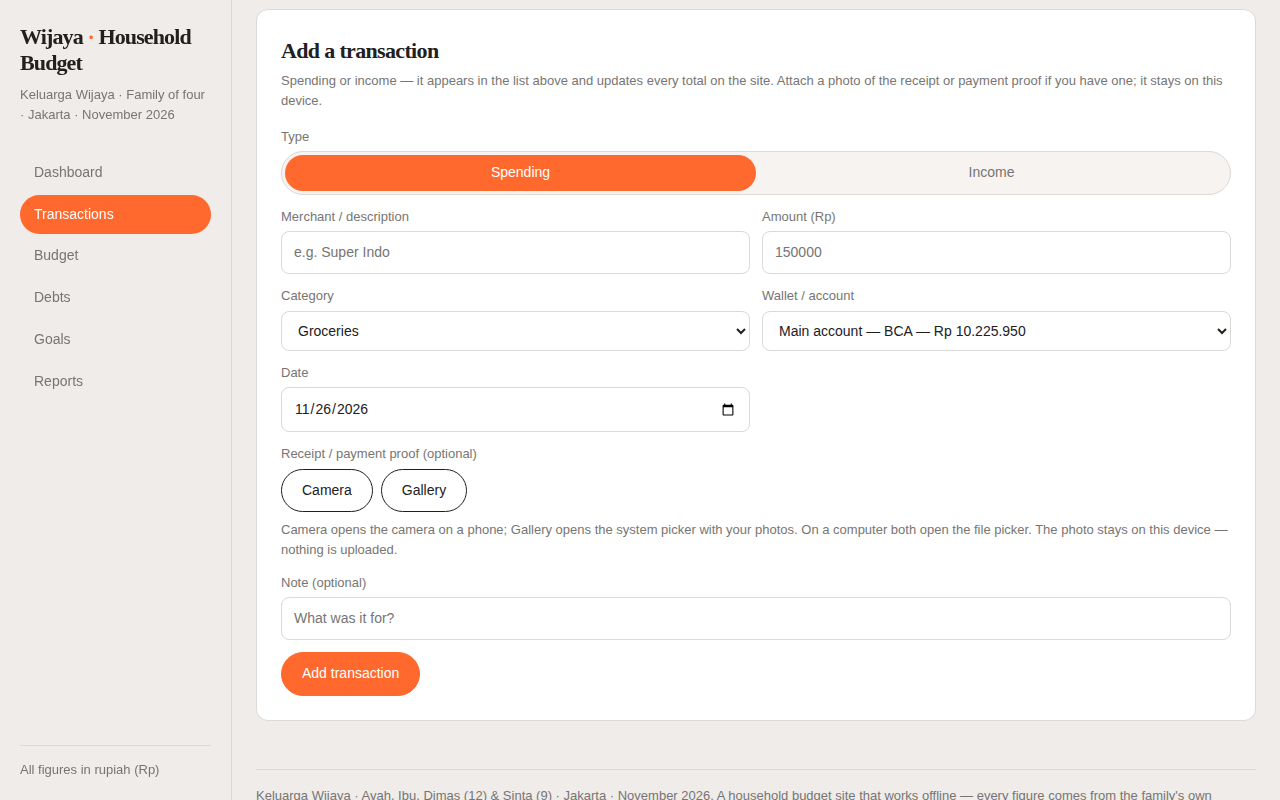 Wijaya · Household
Budget
Keluarga Wijaya · Family of four
· Jakarta · November 2026
Dashboard
Transactions
Budget
Debts
Goals
Reports
All figures in rupiah (Rp)
Add a transaction
Spending or income — it appears in the list above and updates every total on the site. Attach a photo of the receipt or payment proof if you have one; it stays on this
device.
Type
Spending
Income
Merchant / description
Amount (Rp)
e.g. Super Indo
150000
Category
Wallet / account
Groceries
Main account — BCA — Rp 10.225.950
Date
11/26/2026
Receipt / payment proof (optional)
Camera
Gallery
Camera opens the camera on a phone; Gallery opens the system picker with your photos. On a computer both open the file picker. The photo stays on this device —
nothing is uploaded.
Note (optional)
What was it for?
Add transaction
Keluarga Wijaya · Ayah, Ibu, Dimas (12) & Sinta (9) · Jakarta · November 2026. A household budget site that works offline — every figure comes from the family's own